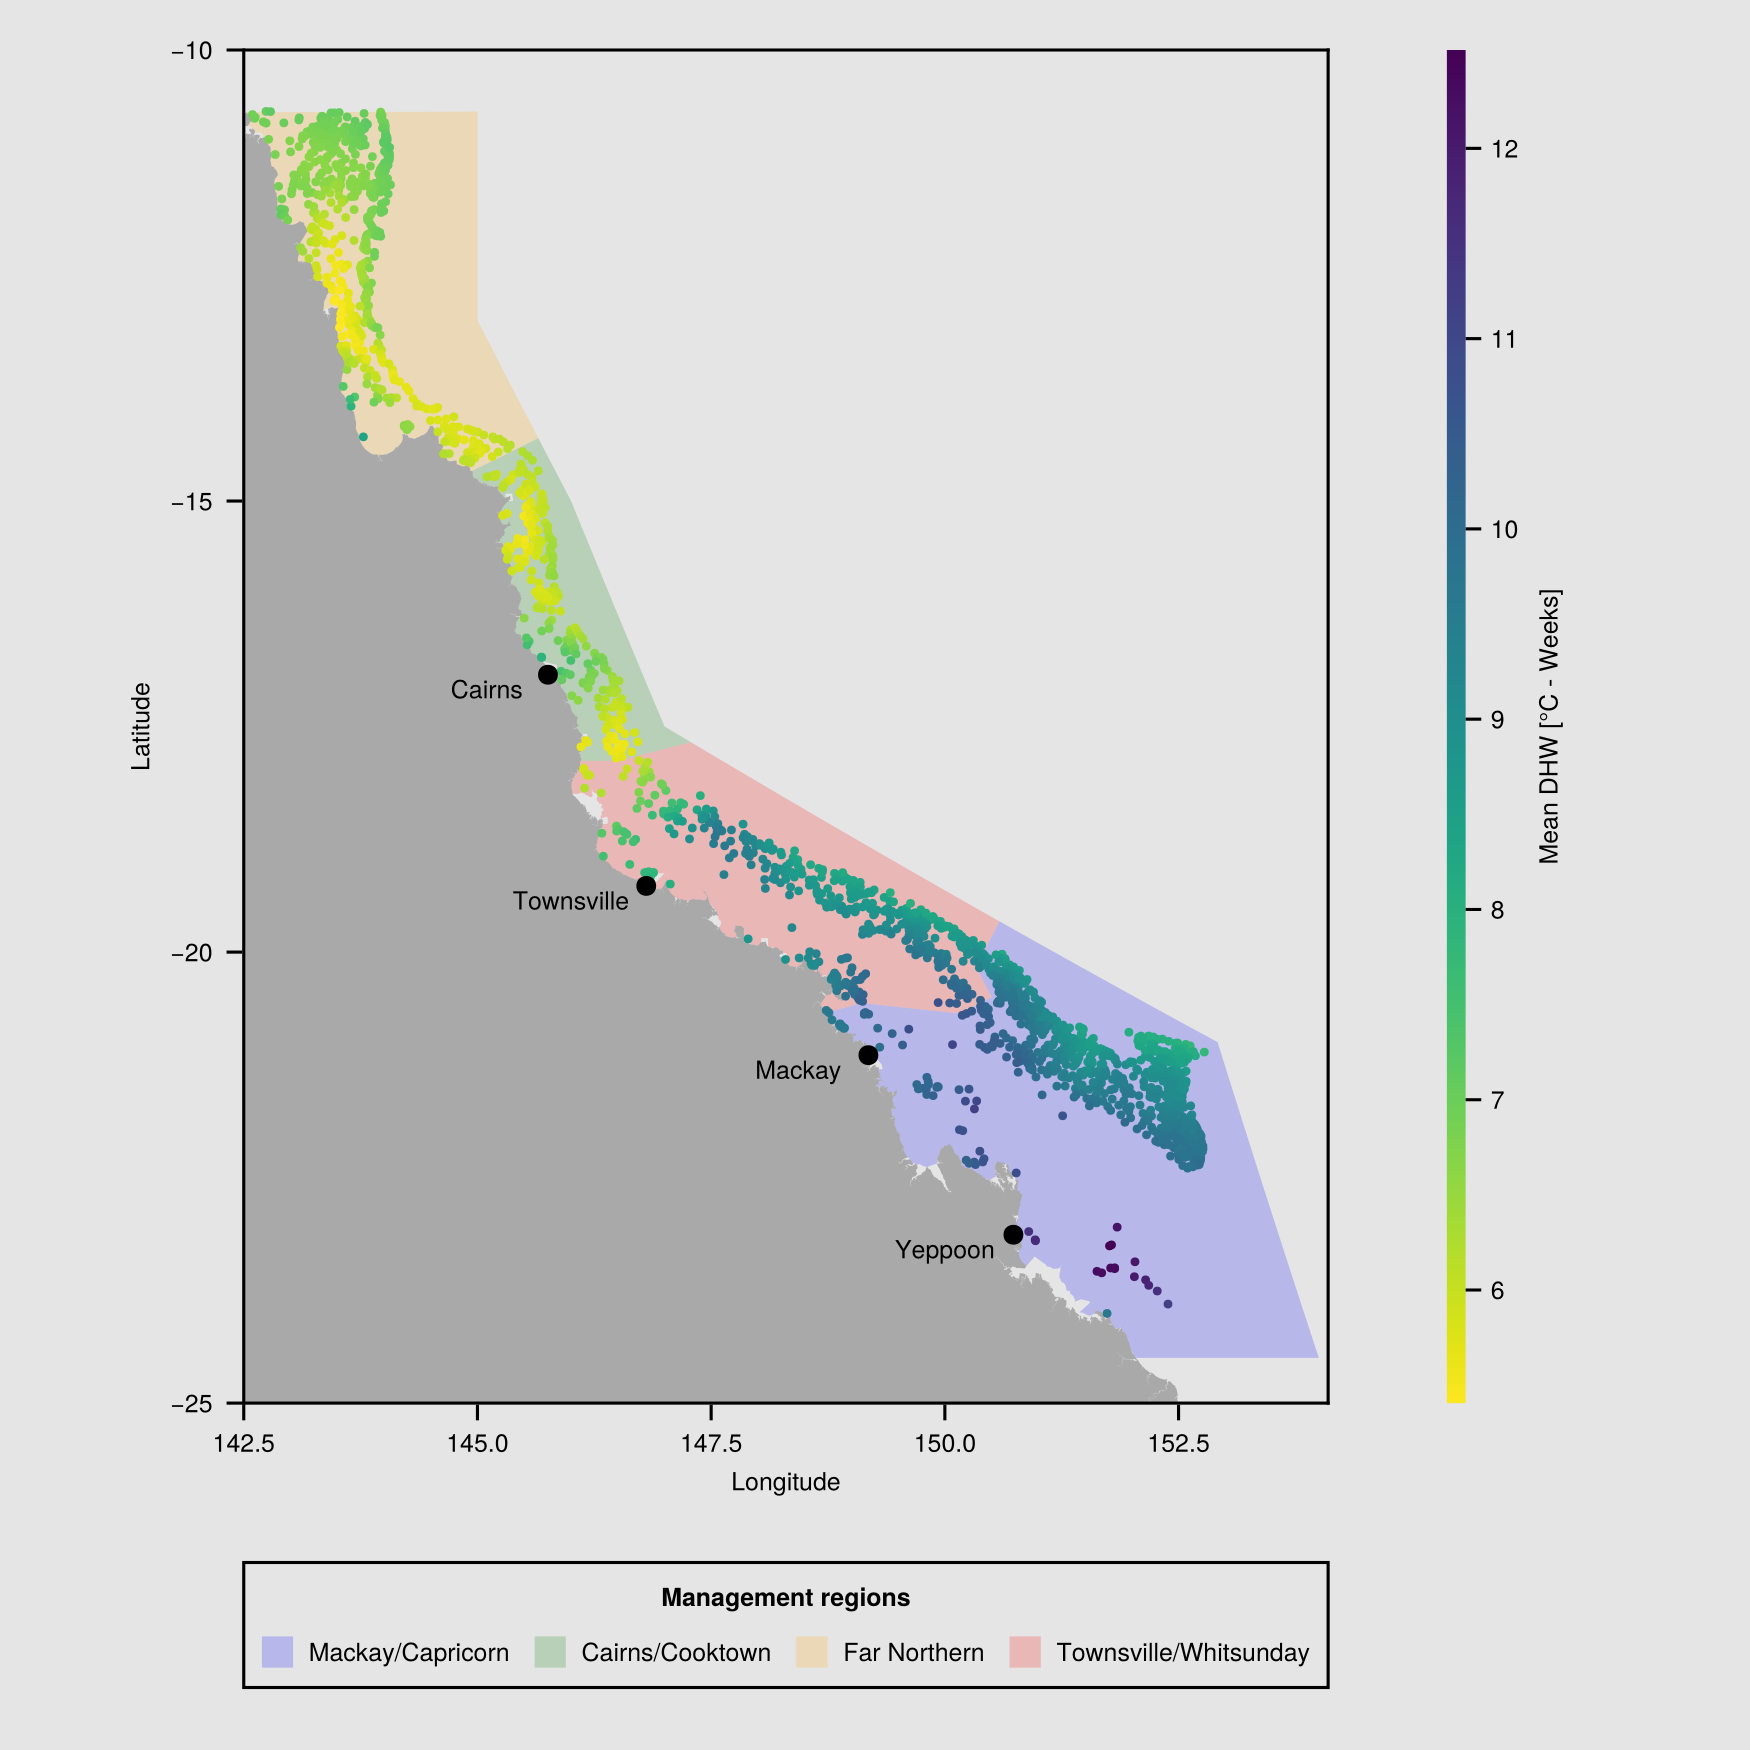 −10
−15
−20
−25
Latitude
142.5 145.0 147.5 150.0 152.5
Longitude
Cairns
Townsville
Mackay
Yeppoon
12
11
10
9
8
7
6
Mean DHW [°C - Weeks]
Management regions
Mackay/Capricorn Cairns/Cooktown Far Northern Townsville/Whitsunday